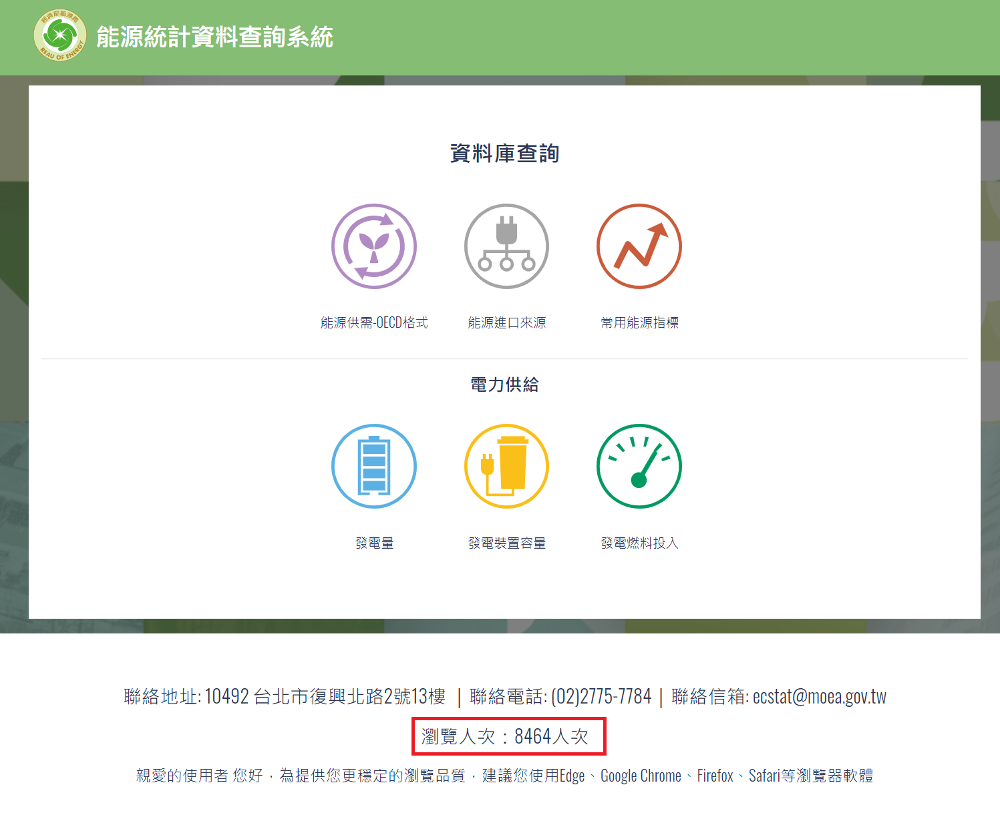 經濟部能源局
REAU OF ENERGY
能源統計資料查詢系統
資料庫查詢
能源供需-OECD格式
能源進口來源
常用能源指標
電力供給
發電量
發電裝置容量
發電燃料投入
聯絡地址: 10492 台北市復興北路2號13樓 | 聯絡電話: (02)2775-7784 | 聯絡信箱: ecstat@moea.gov.tw
瀏覽人次：8464人次
親愛的使用者 您好，為提供您更穩定的瀏覽品質，建議您使用Edge、Google Chrome、Firefox、Safari等瀏覽器軟體